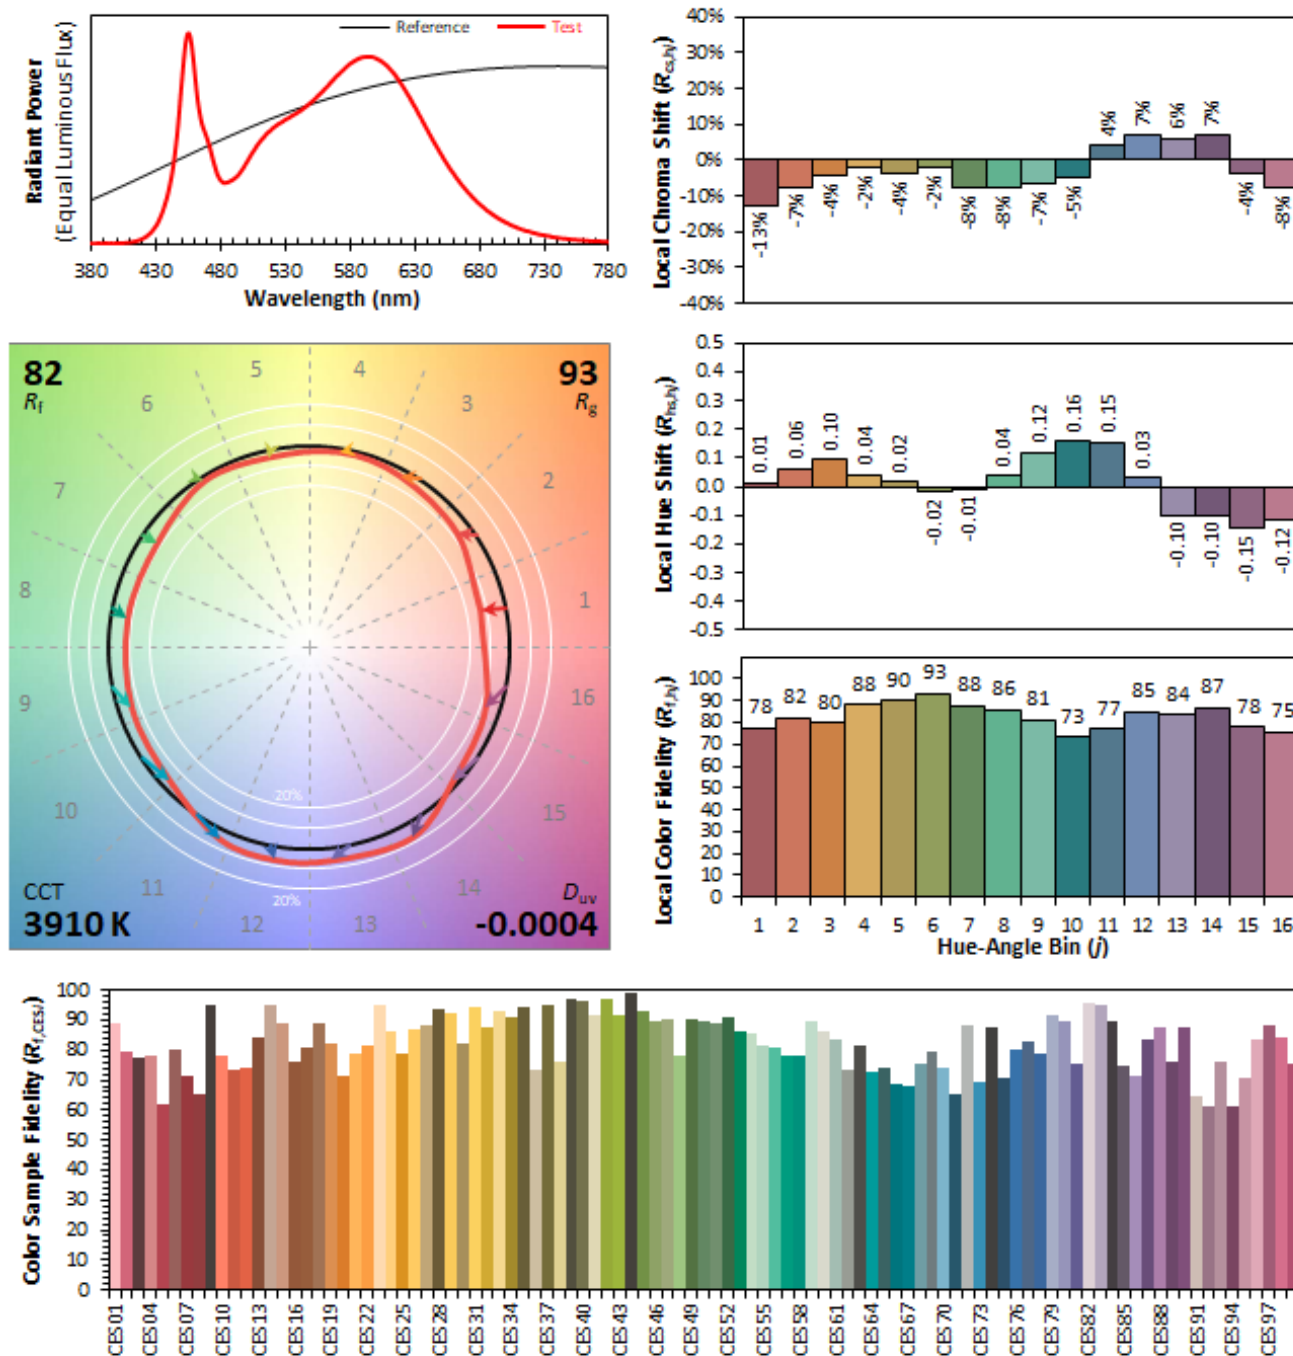 Reference
Test
Radiant Power
(Equal Luminous Flux)
380 430 480 530 580 630 680 730 780
Wavelength (nm)
Local Chroma Shift (Rcs,hj)
40%
30%
20%
10%
0%
-10%
-20%
-30%
-40%
-13% -7% -4% -2% -4% -2% -8% -8% -7% -5% 4% 7% 6% 7% -4% -8%
82
Rf
93
Rg
CCT
3910 K
Duv
-0.0004
1 2 3 4 5 6 7 8 9 10 11 12 13 14 15 16
20%
20%
Local Hue Shift (Rhs,hj)
0.5
0.4
0.3
0.2
0.1
0.0
-0.1
-0.2
-0.3
-0.4
-0.5
0.01 0.06 0.10 0.04 0.02 -0.02 -0.01 0.04 0.12 0.16 0.15 0.03 -0.10 -0.10 -0.15 -0.12
Local Color Fidelity (Rf,hj)
100
90
80
70
60
50
40
30
20
10
0
78 82 80 88 90 93 88 86 81 73 77 85 84 87 78 75
1 2 3 4 5 6 7 8 9 10 11 12 13 14 15 16
Hue-Angle Bin (j)
Color Sample Fidelity (Rf,CESi)
100
90
80
70
60
50
40
30
20
10
0
CES01 CES04 CES07 CES10 CES13 CES16 CES19 CES22 CES25 CES28 CES31 CES34 CES37 CES40 CES43 CES46 CES49 CES52 CES55 CES58 CES61 CES64 CES67 CES70 CES73 CES76 CES79 CES82 CES85 CES88 CES91 CES94 CES97